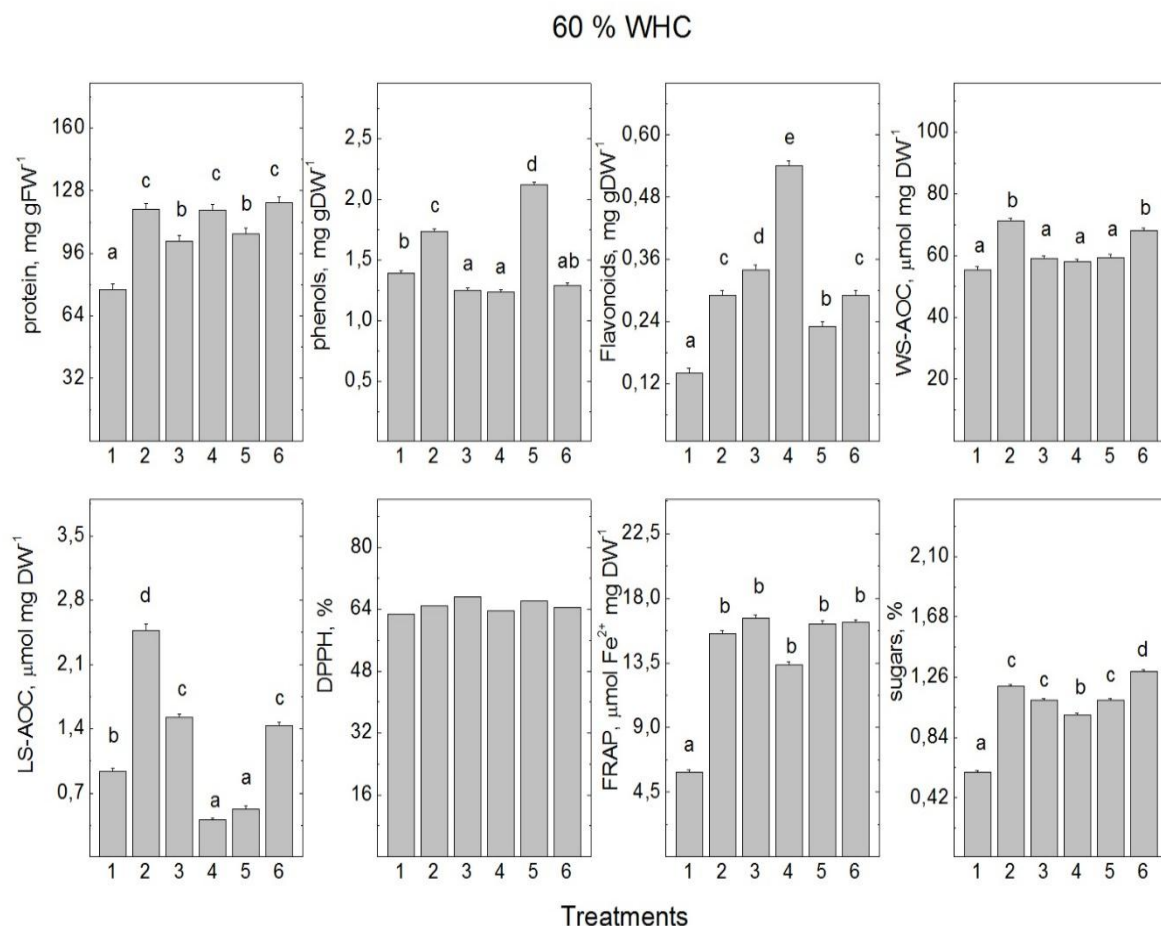 60 % WHC
protein, mg gFW⁻¹
160
128
96
64
32
a
c
b
c
b
c
1 2 3 4 5 6
phenols, mg gDW⁻¹
2,5
2,0
1,5
1,0
0,5
b
c
a
a
d
ab
1 2 3 4 5 6
Flavonoids, mg gDW⁻¹
0,60
0,48
0,36
0,24
0,12
a
c
d
e
b
c
1 2 3 4 5 6
WS-AOC, μmol mg DW⁻¹
100
80
60
40
20
a
b
a
a
a
b
1 2 3 4 5 6
LS-AOC, μmol mg DW⁻¹
3,5
2,8
2,1
1,4
0,7
b
d
c
a
a
c
1 2 3 4 5 6
DPPH, %
80
64
48
32
16
1 2 3 4 5 6
FRAP, μmol Fe²⁺ mg DW⁻¹
22,5
18,0
13,5
9,0
4,5
a
b
b
b
b
b
1 2 3 4 5 6
sugars, %
2,10
1,68
1,26
0,84
0,42
a
c
c
b
c
d
1 2 3 4 5 6
Treatments